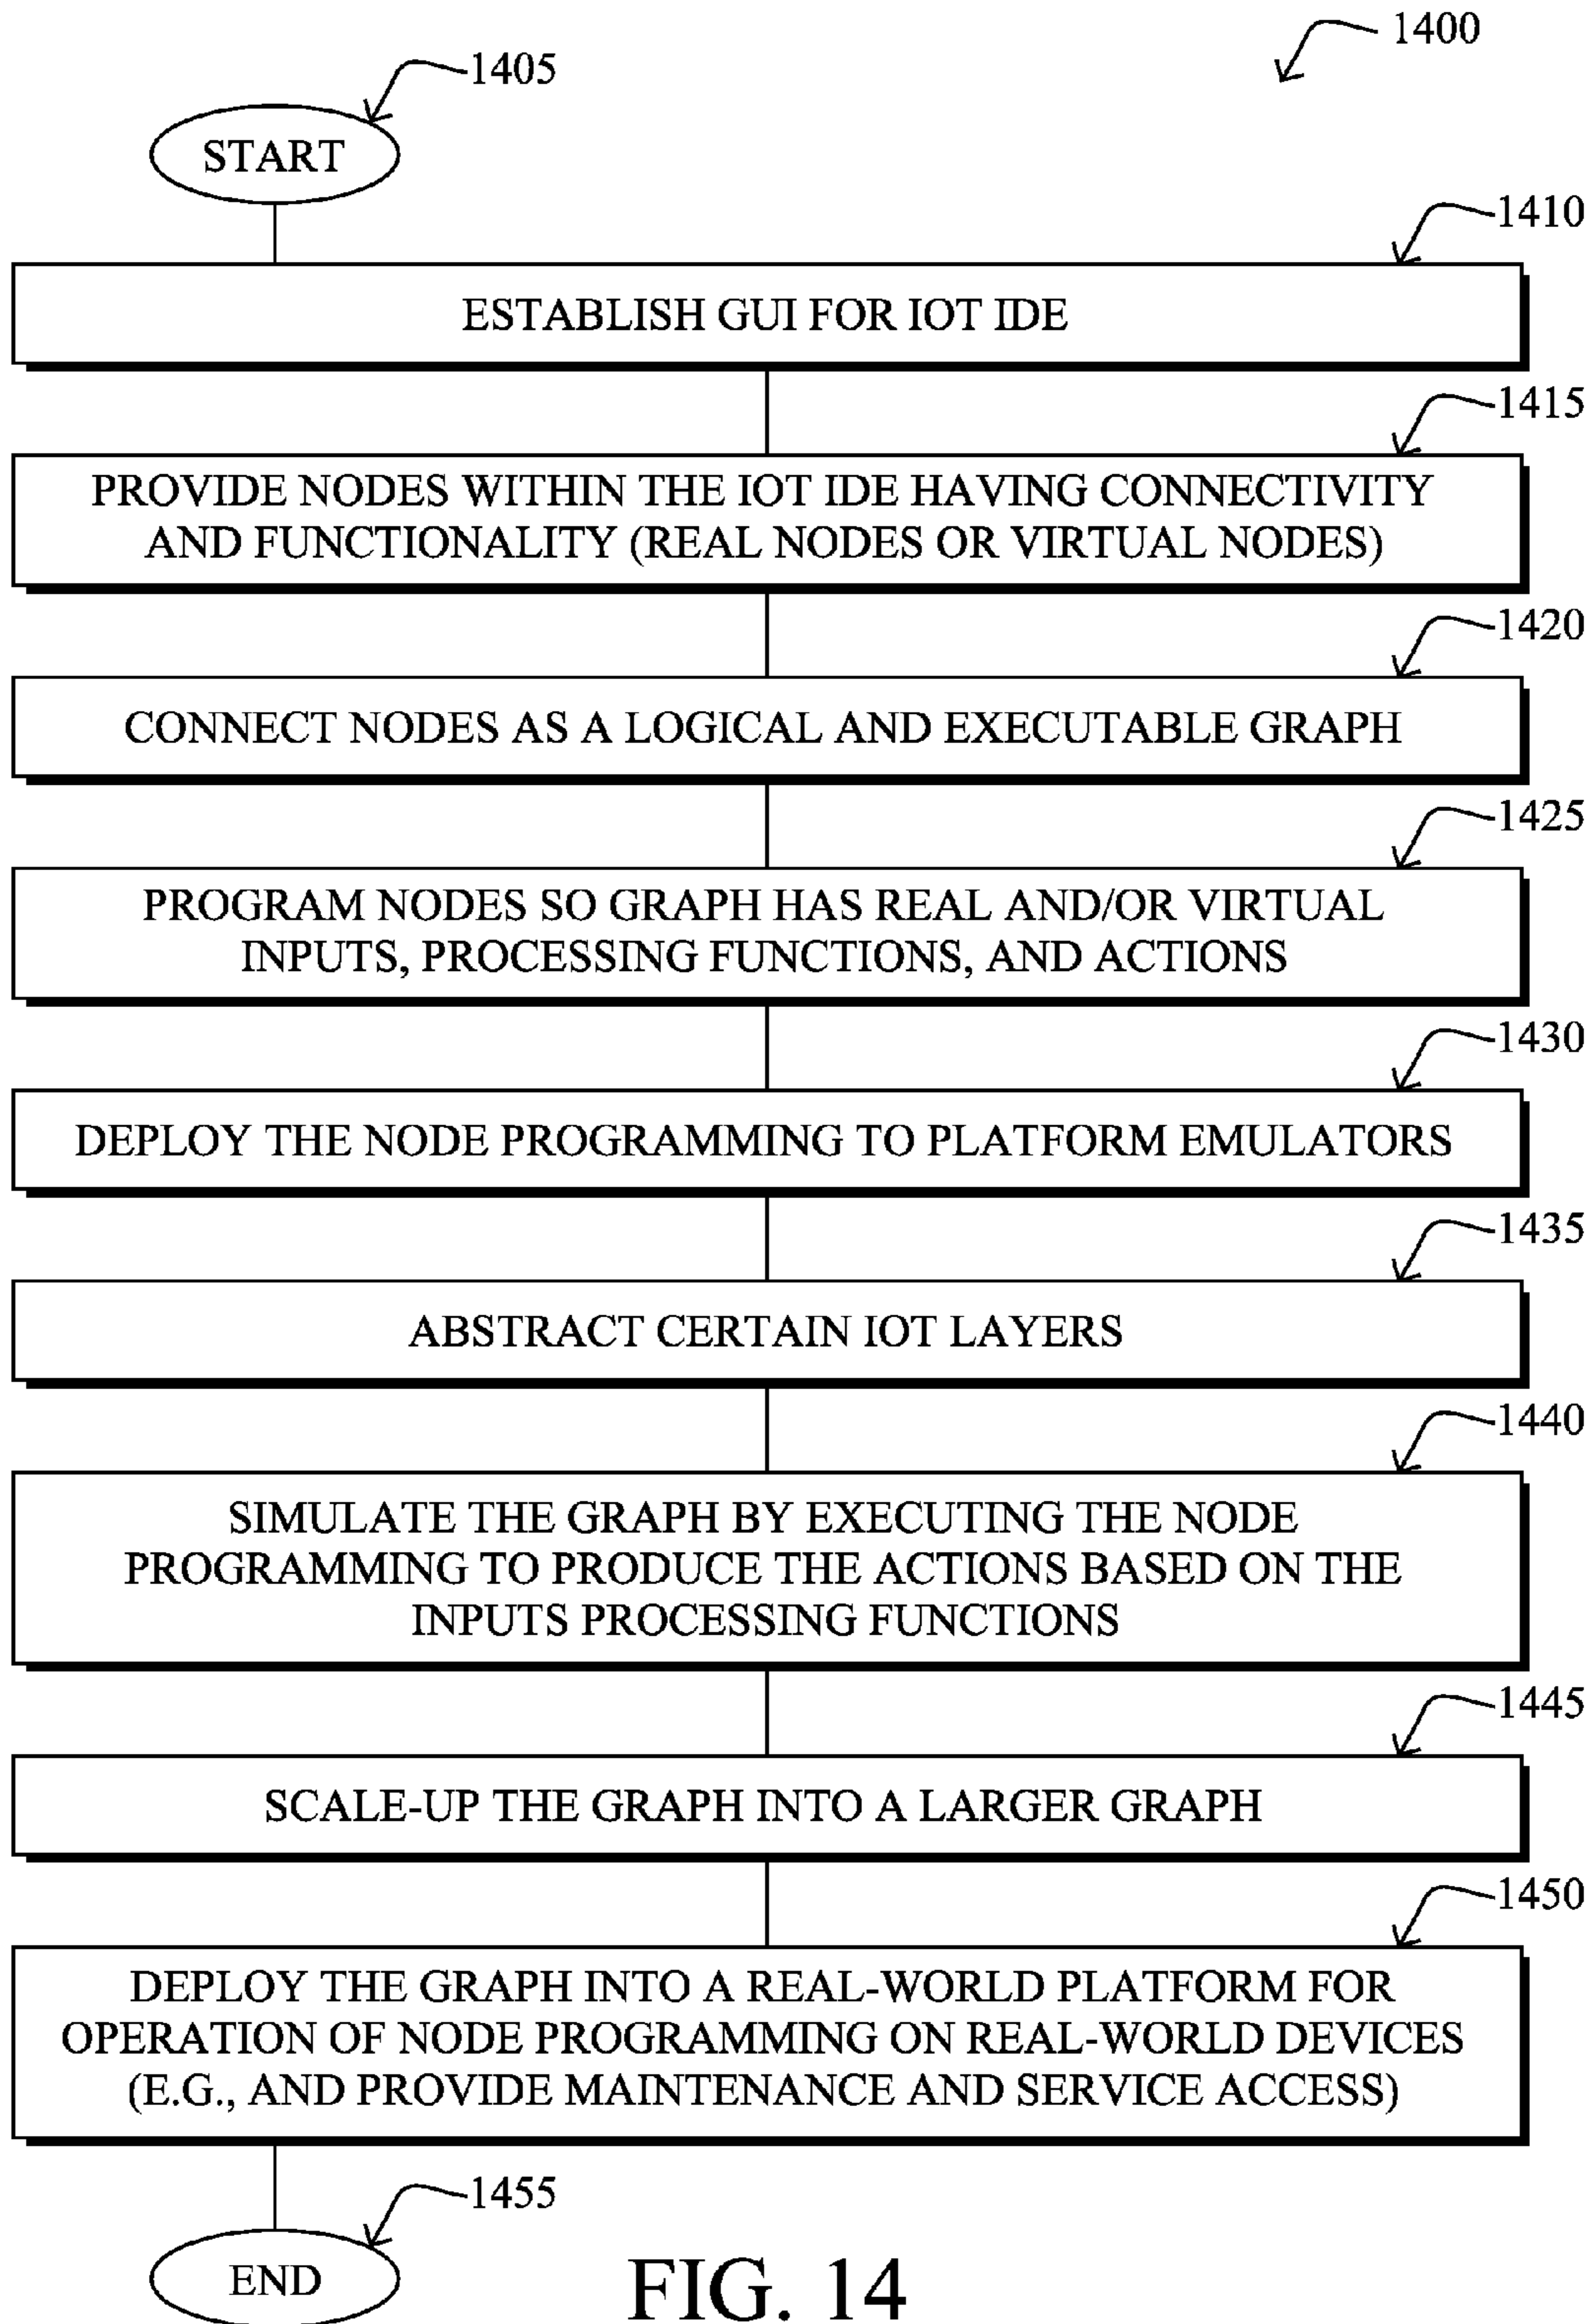 1400
1405
START
1410
ESTABLISH GUI FOR IOT IDE
1415
PROVIDE NODES WITHIN THE IOT IDE HAVING CONNECTIVITY
AND FUNCTIONALITY (REAL NODES OR VIRTUAL NODES)
1420
CONNECT NODES AS A LOGICAL AND EXECUTABLE GRAPH
1425
PROGRAM NODES SO GRAPH HAS REAL AND/OR VIRTUAL
INPUTS, PROCESSING FUNCTIONS, AND ACTIONS
1430
DEPLOY THE NODE PROGRAMMING TO PLATFORM EMULATORS
1435
ABSTRACT CERTAIN IOT LAYERS
1440
SIMULATE THE GRAPH BY EXECUTING THE NODE
PROGRAMMING TO PRODUCE THE ACTIONS BASED ON THE
INPUTS PROCESSING FUNCTIONS
1445
SCALE-UP THE GRAPH INTO A LARGER GRAPH
1450
DEPLOY THE GRAPH INTO A REAL-WORLD PLATFORM FOR
OPERATION OF NODE PROGRAMMING ON REAL-WORLD DEVICES
(E.G., AND PROVIDE MAINTENANCE AND SERVICE ACCESS)
1455
END
FIG. 14